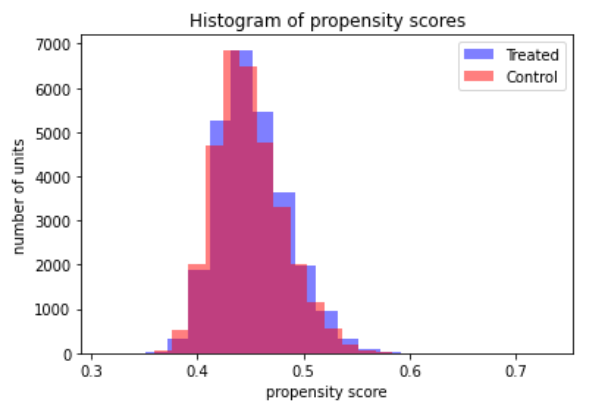 Histogram of propensity scores
7000
6000
5000
4000
3000
2000
1000
0
number of units
Treated
Control
0.3 0.4 0.5 0.6 0.7
propensity score